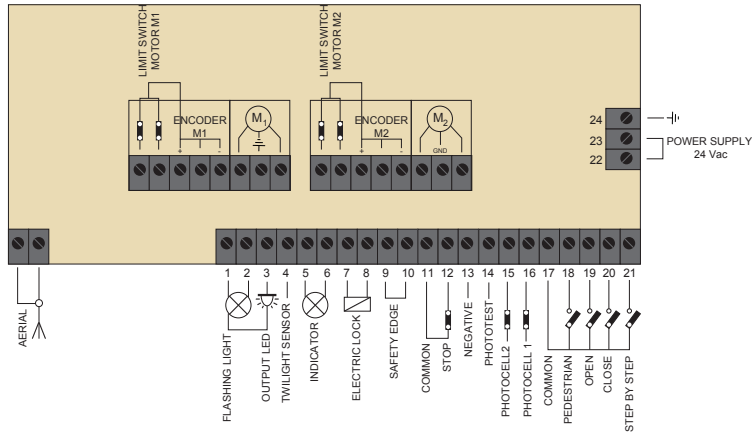 LIMIT SWITCH
MOTOR M1
LIMIT SWITCH
MOTOR M2
ENCODER
M1
+
-
M1
ENCODER
M2
+
-
M2
GND
24
23
22
POWER SUPPLY
24 Vac
AERIAL
1 2 3 4 5 6 7 8 9 10 11 12 13 14 15 16 17 18 19 20 21
FLASHING LIGHT
OUTPUT LED
TWILIGHT SENSOR
INDICATOR
ELECTRIC LOCK
SAFETY EDGE
COMMON
STOP
NEGATIVE
PHOTOTEST
PHOTOCELL2
PHOTOCELL 1
COMMON
PEDESTRIAN
OPEN
CLOSE
STEP BY STEP